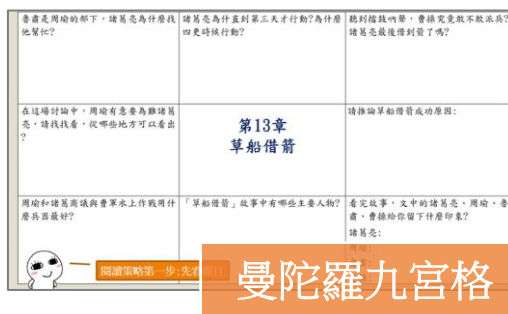 魯肅是周瑜的部下，諸葛亮為什麼找
他幫忙?
諸葛亮為什直到第三天才行動?為什麼
四更時候行動?
聽到擂鼓吶聲，曹操究竟敢不敢派兵?
諸葛亮最後借到箭了嗎?
在這場討論中，周瑜有意要為難諸葛
亮，請找找看，從哪些地方可以看出
?
第13章
草船借箭
請推論草船借箭成功原因:
周瑜和諸葛商議與曹軍水上作戰用什
麼兵器最好?
「草船借箭」故事中有哪些主要人物?
看完故事，文中的諸葛亮、周瑜、魯
肅、曹操給你留下什麼印象?
諸葛亮:
周瑜:
閱讀策略第一步:先看
曼陀羅九宮格